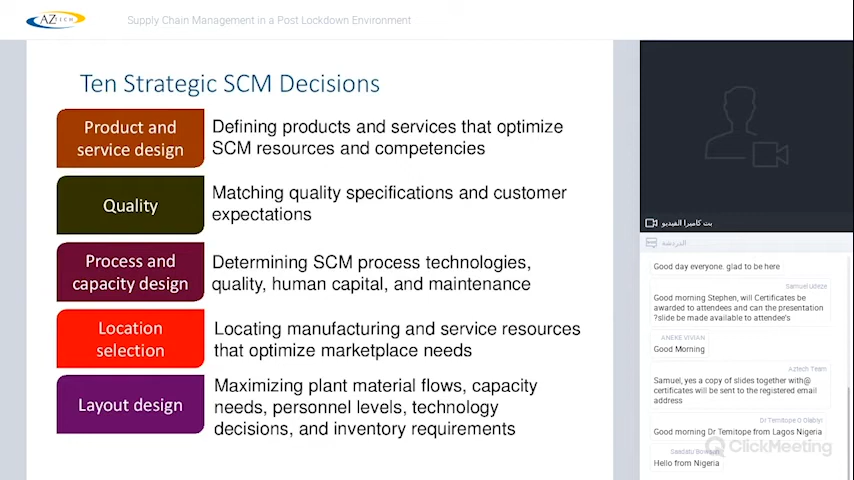 AZTECH
Supply Chain Management in a Post Lockdown Environment
Ten Strategic SCM Decisions
Product and
service design
Defining products and services that optimize
SCM resources and competencies
Quality
Matching quality specifications and customer
expectations
Process and
capacity design
Determining SCM process technologies,
quality, human capital, and maintenance
Location
selection
Locating manufacturing and service resources
that optimize marketplace needs
Layout design
Maximizing plant material flows, capacity
needs, personnel levels, technology
decisions, and inventory requirements
بث كاميرا الفيديو
الدردشة
Good day everyone. glad to be here
Samuel Udeze
Good morning Stephen, will Certificates be
awarded to attendees and can the presentation
?slide be made available to attendee's
ANEKE VIVIAN
Good Morning
Aztech Team
Samuel, yes a copy of slides together with@
certificates will be sent to the registered email
address
Dr Temitope O Olabiyi
Good morning Dr Temitope from Lagos Nigeria
ClickMeeting
Hello from Nigeria